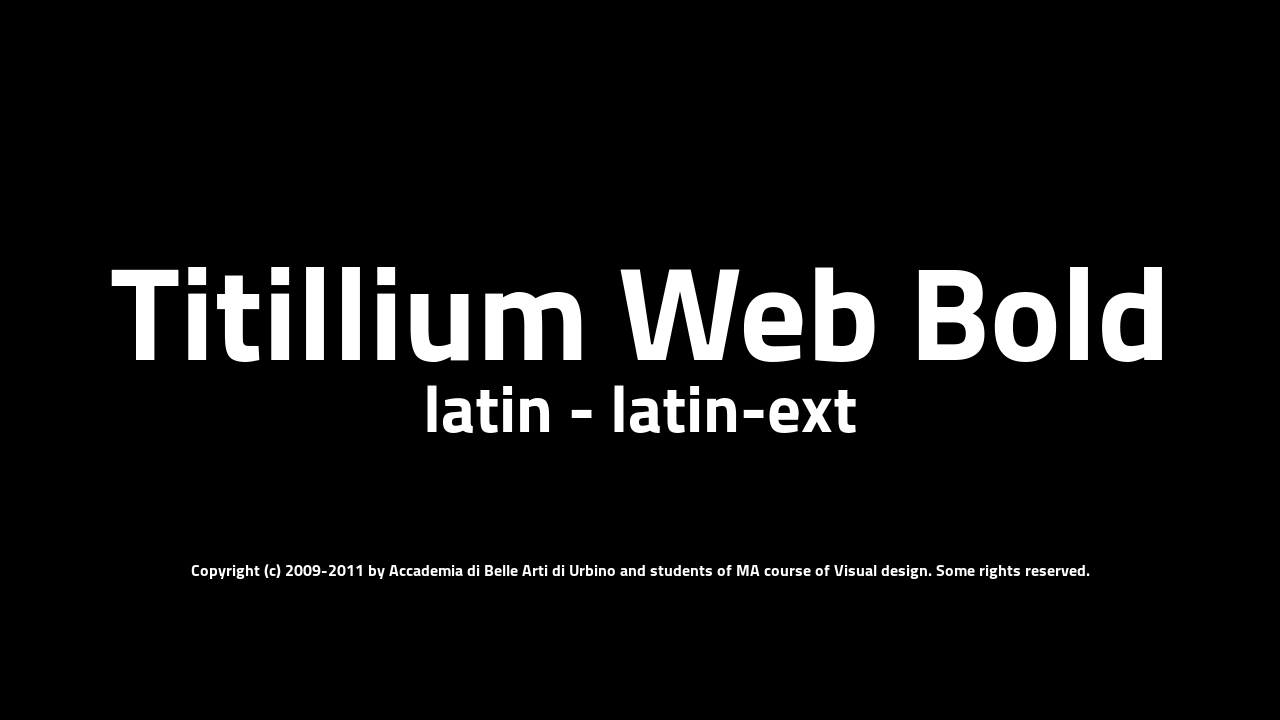 Titillium Web Bold
latin - latin-ext
Copyright (c) 2009-2011 by Accademia di Belle Arti di Urbino and students of MA course of Visual design. Some rights reserved.